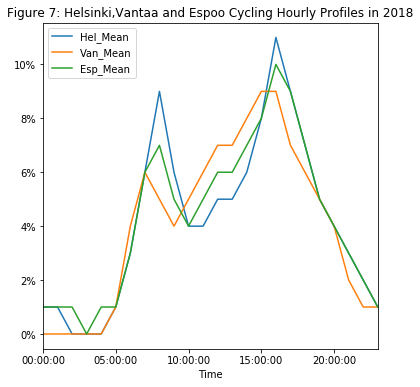 Figure 7: Helsinki,Vantaa and Espoo Cycling Hourly Profiles in 2018
Hel_Mean
Van_Mean
Esp_Mean
10%
8%
6%
4%
2%
0%
00:00:00 05:00:00 10:00:00 15:00:00 20:00:00
Time